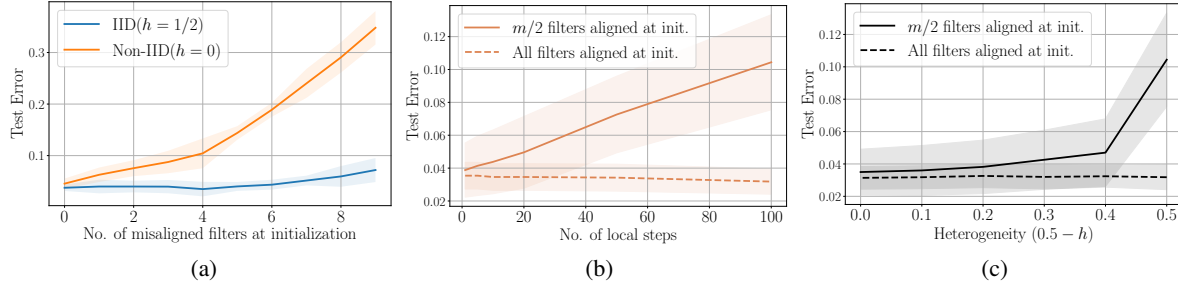 IID(h = 1/2)
Non-IID(h = 0)
Test Error
0.3
0.2
0.1
0 2 4 6 8
No. of misaligned filters at initialization
(a)
m/2 filters aligned at init.
All filters aligned at init.
Test Error
0.12
0.10
0.08
0.06
0.04
0.02
0 20 40 60 80 100
No. of local steps
(b)
m/2 filters aligned at init.
All filters aligned at init.
Test Error
0.12
0.10
0.08
0.06
0.04
0.02
0.0 0.1 0.2 0.3 0.4 0.5
Heterogeneity (0.5 − h)
(c)